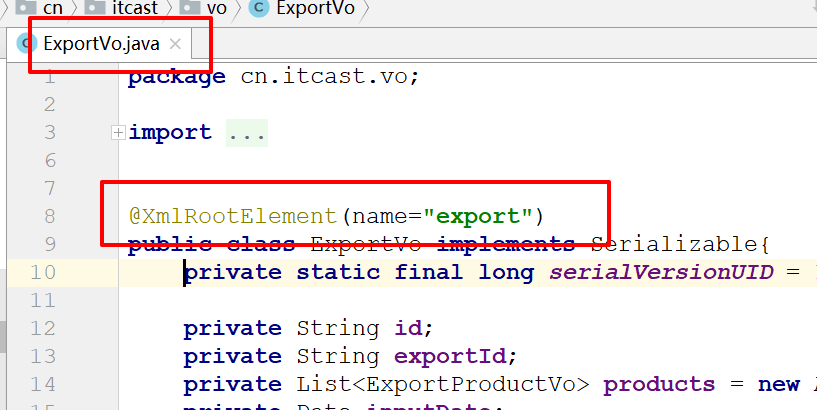 cn itcast vo ExportVo
ExportVo.java
1 package cn.itcast.vo;
2
3 import ...
6
7
8 @XmlRootElement(name="export")
9 public class ExportVo implements Serializable{
10 private static final long serialVersionUID =
11
12 private String id;
13 private String exportId;
14 private List<ExportProductVo> products = new
15 private Date inputDate;